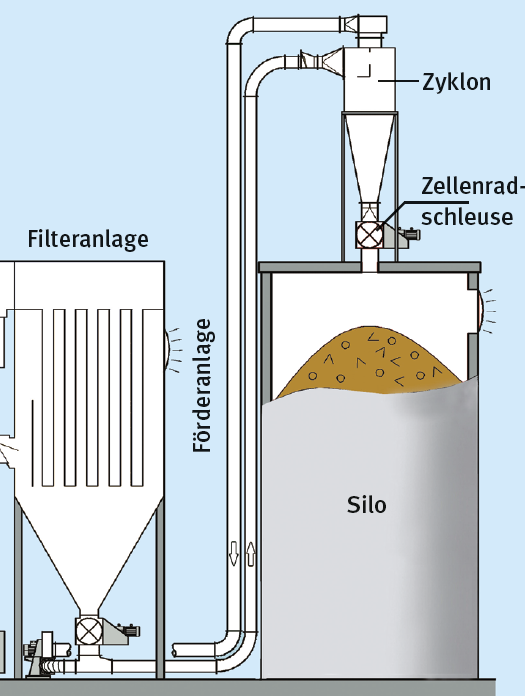 Zyklon
Zellenrad-
schleuse
Filteranlage
Förderanlage
Silo